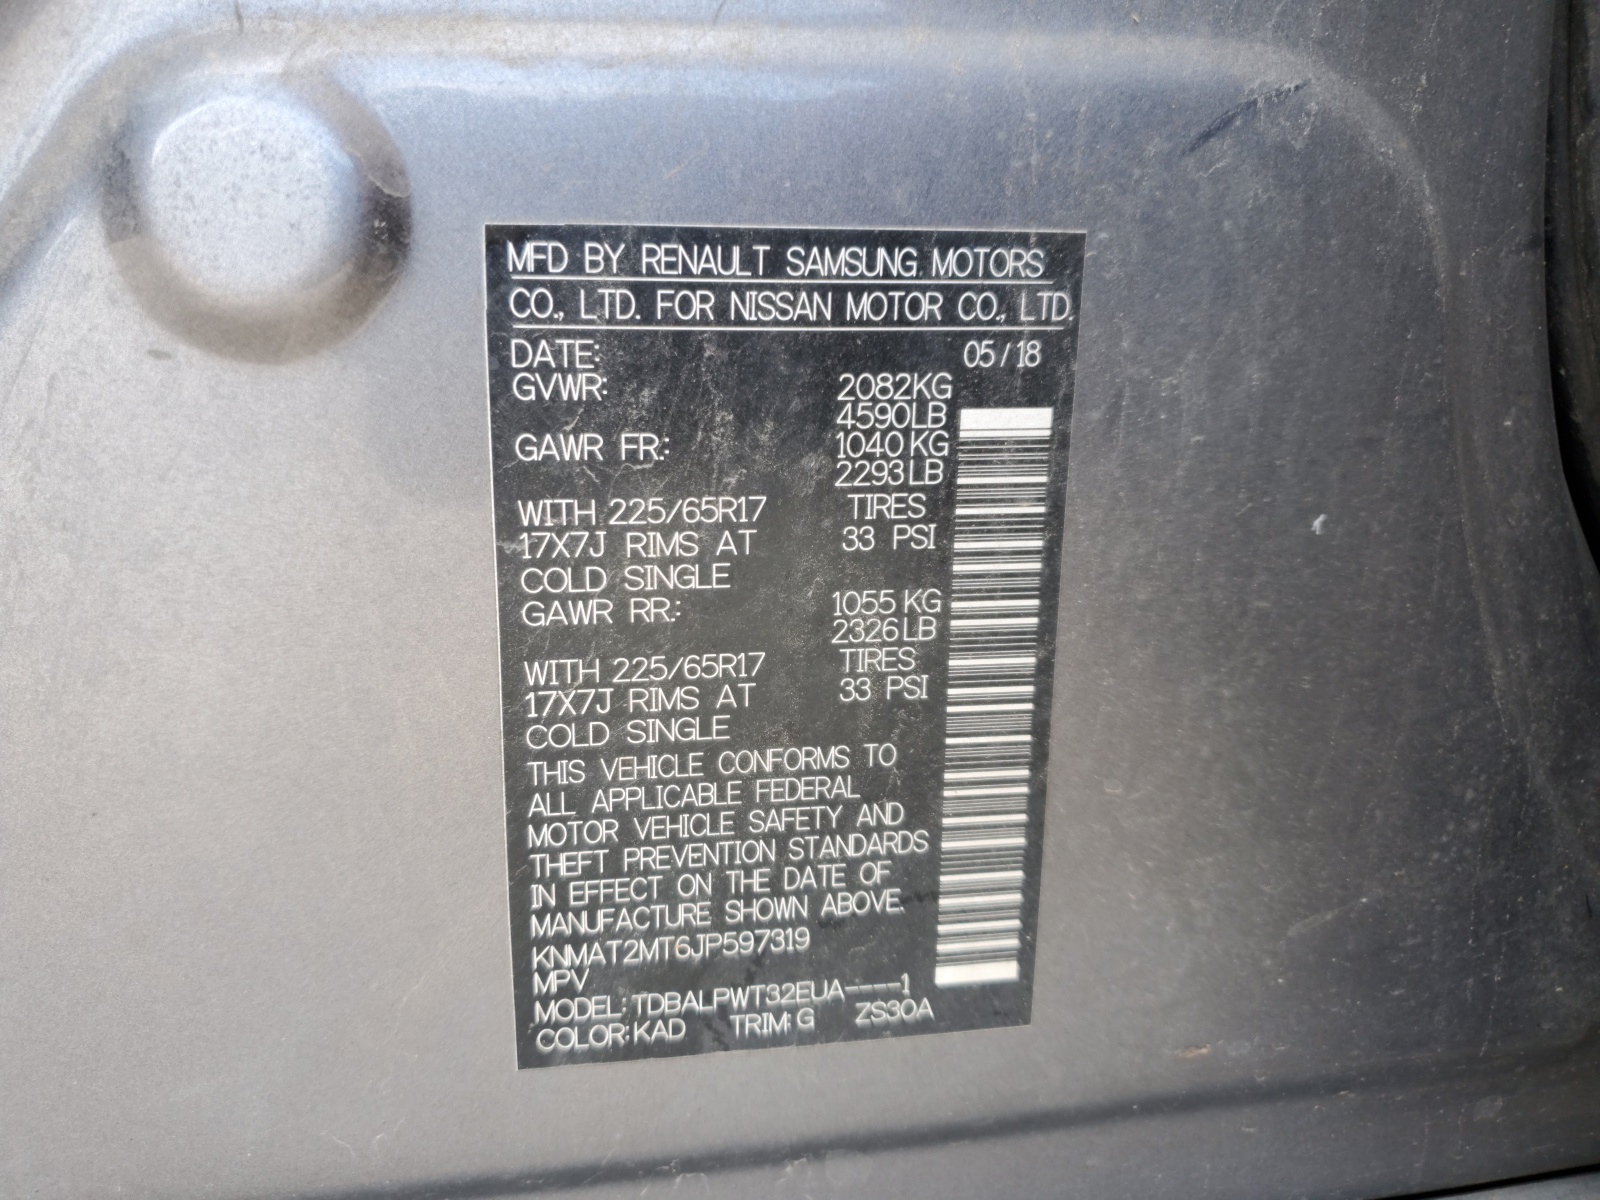 MFD BY RENAULT SAMSUNG MOTORS
CO., LTD. FOR NISSAN MOTOR CO., LTD.
DATE: 05/18
GVWR: 2082KG
4590LB
GAWR FR.: 1040KG
2293LB
WITH 225/65R17 TIRES
17X7J RIMS AT 33 PSI
COLD SINGLE
GAWR RR.: 1055KG
2326LB
WITH 225/65R17 TIRES
17X7J RIMS AT 33 PSI
COLD SINGLE
THIS VEHICLE CONFORMS TO
ALL APPLICABLE FEDERAL
MOTOR VEHICLE SAFETY AND
THEFT PREVENTION STANDARDS
IN EFFECT ON THE DATE OF
MANUFACTURE SHOWN ABOVE.
KNMAT2MT6JP597319
MPV
MODEL: TDBALPWT32EUA----1
COLOR: KAD TRIM: G ZS30A